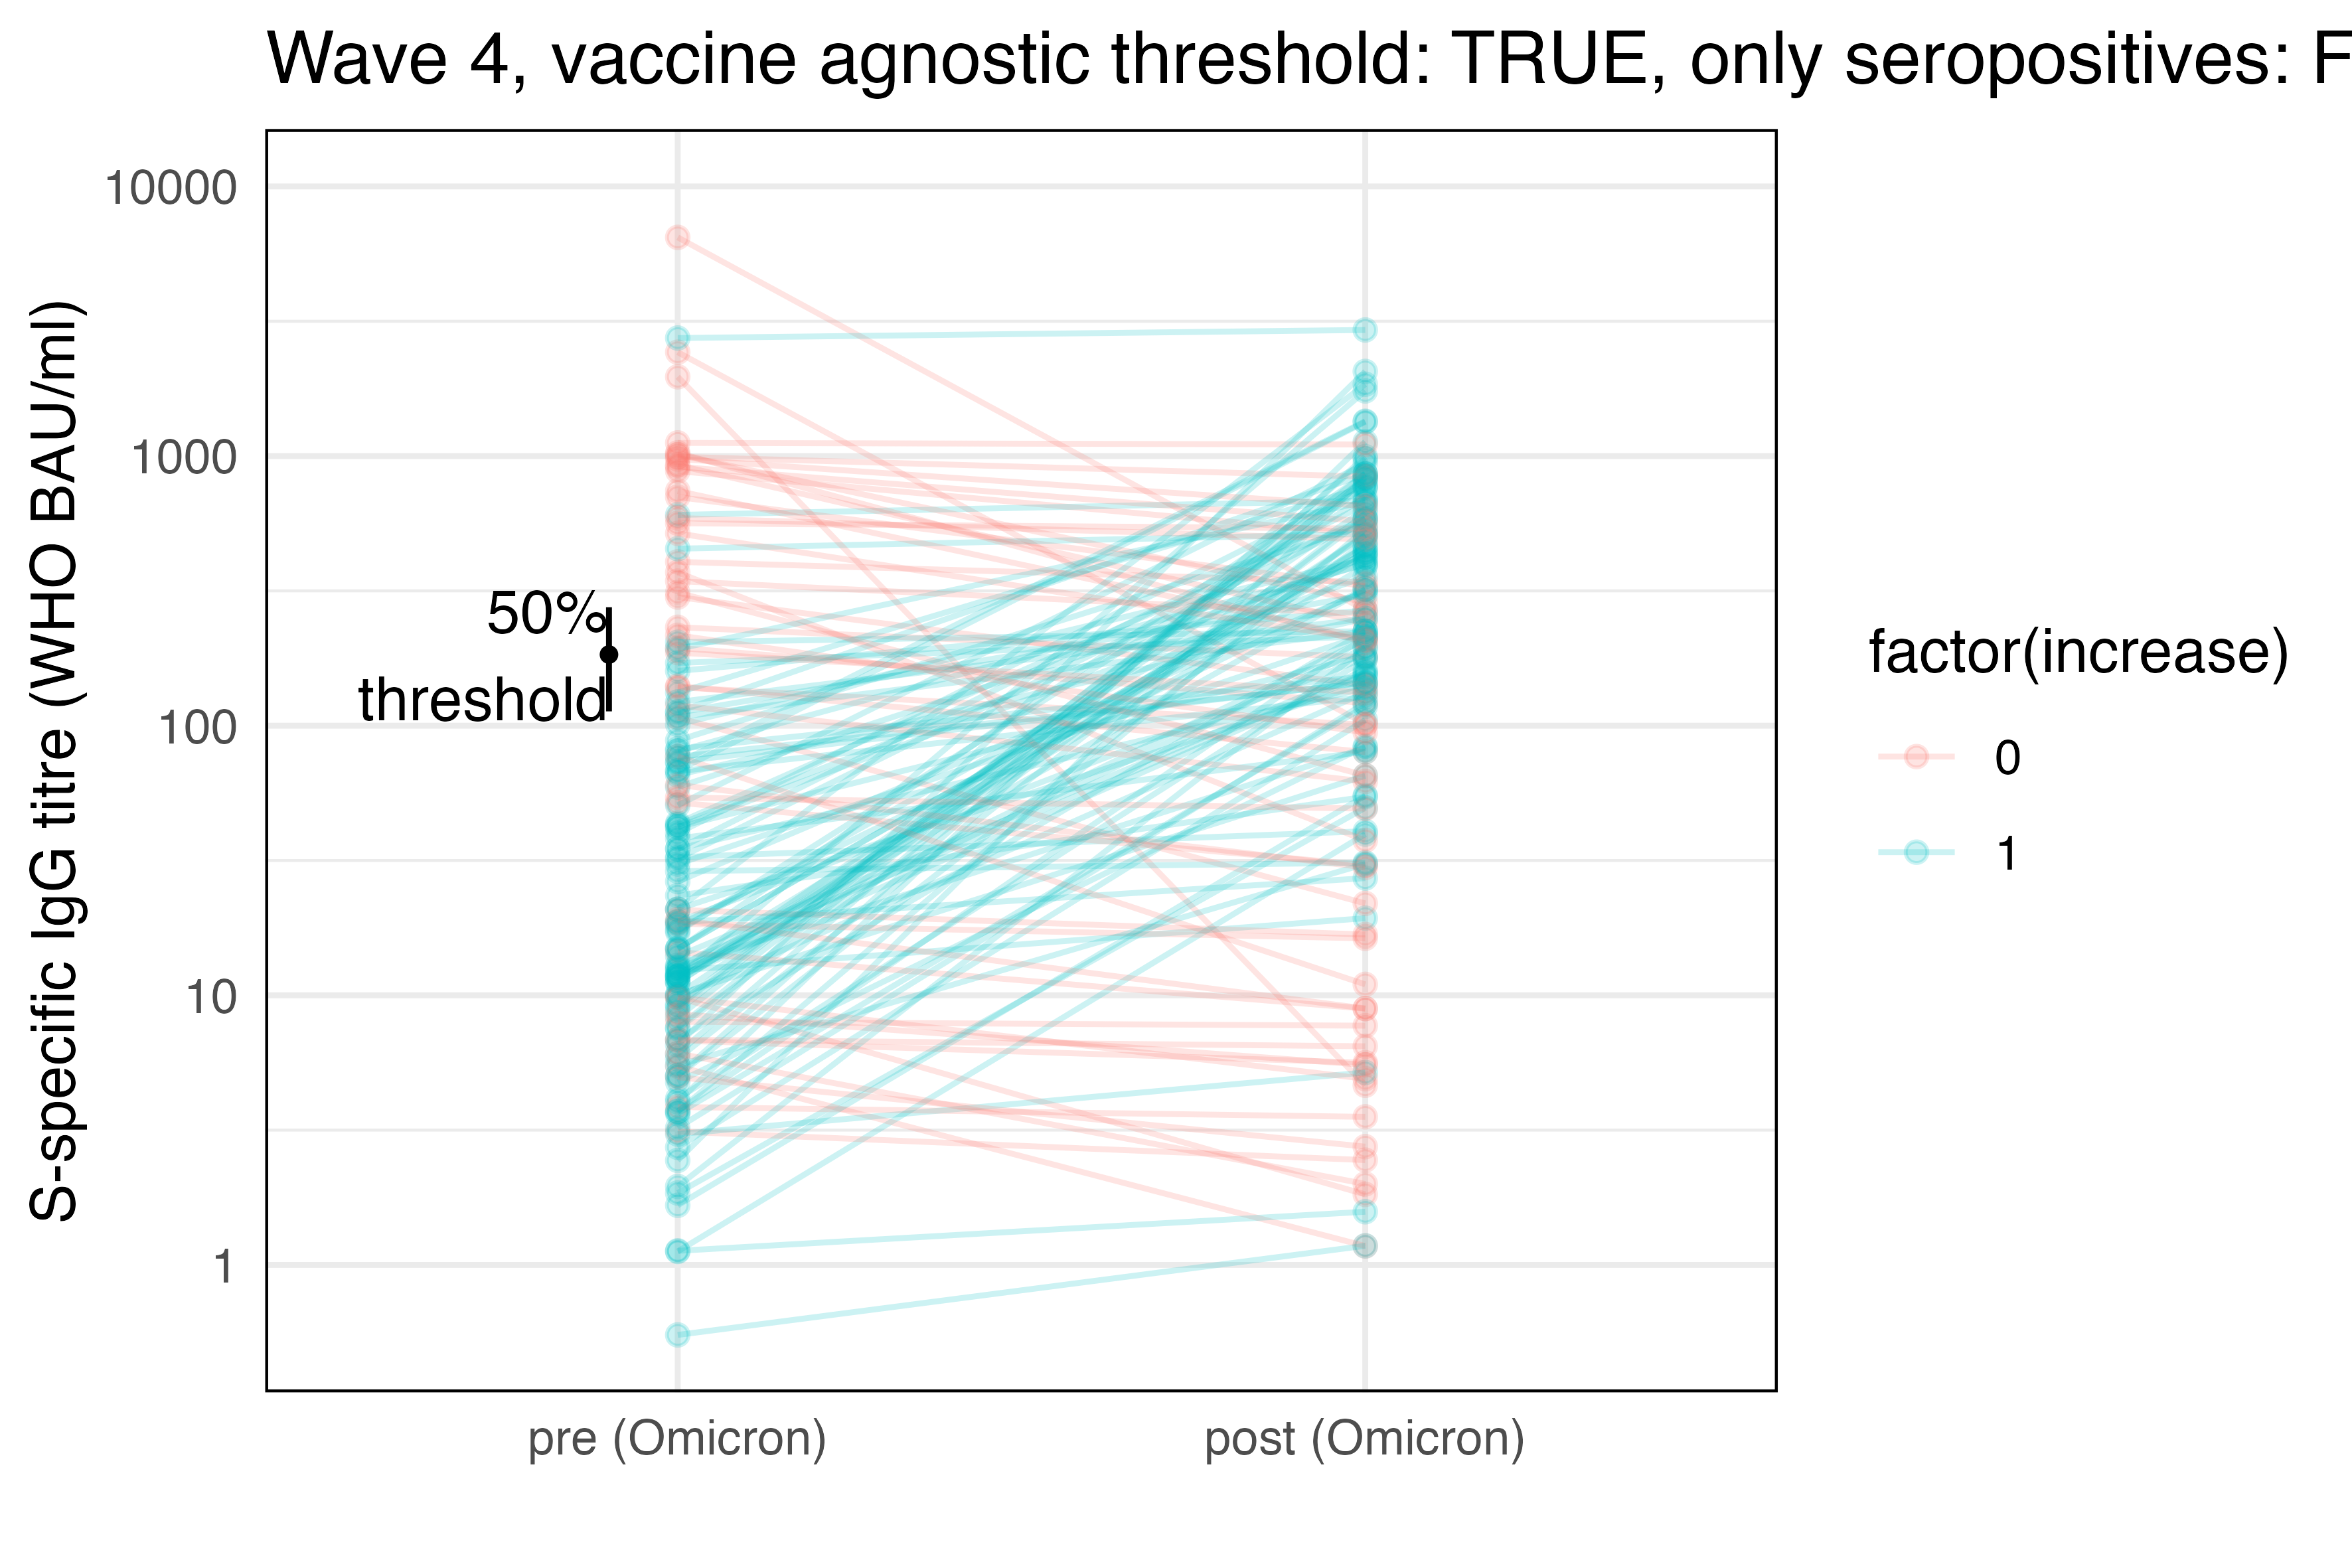 Wave 4, vaccine agnostic threshold: TRUE, only seropositives: F
S-specific IgG titre (WHO BAU/ml)
10000
1000
100
10
1
50%
threshold
pre (Omicron)
post (Omicron)
factor(increase)
0
1